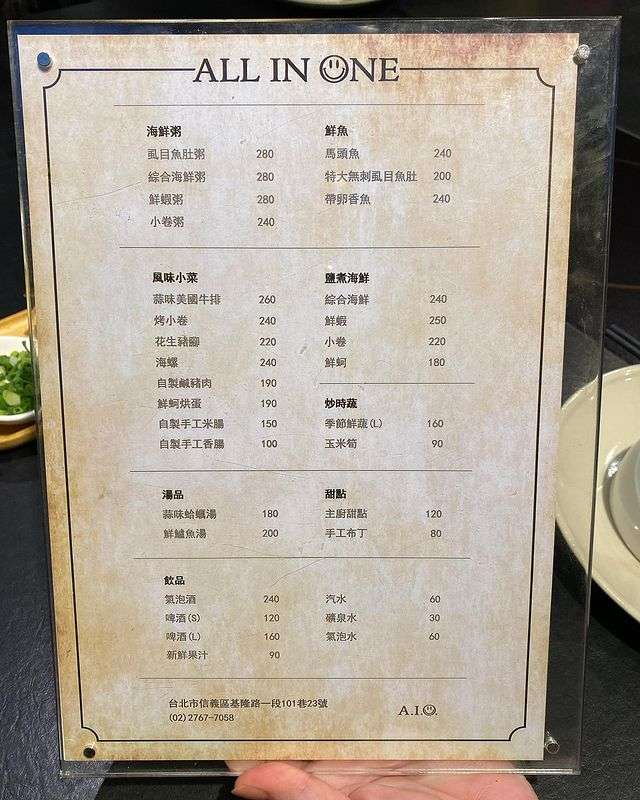 ALL IN ONE
海鮮粥
虱目魚肚粥 280
綜合海鮮粥 280
鮮蝦粥 280
小卷粥 240
鮮魚
馬頭魚 240
特大無刺虱目魚肚 200
帶卵香魚 240
風味小菜
蒜味美國牛排 260
烤小卷 240
花生豬腳 220
海螺 240
自製鹹豬肉 190
鮮蚵烘蛋 190
自製手工米腸 150
自製手工香腸 100
鹽煮海鮮
綜合海鮮 240
鮮蝦 250
小卷 220
鮮蚵 180
炒時蔬
季節鮮蔬(L) 160
玉米筍 90
湯品
蒜味蛤蠣湯 180
鮮鱸魚湯 200
甜點
主廚甜點 120
手工布丁 80
飲品
氣泡酒 240
啤酒(S) 120
啤酒(L) 160
新鮮果汁 90
汽水 60
礦泉水 30
氣泡水 60
台北市信義區基隆路一段101巷23號
(02)2767-7058
A.I.O.